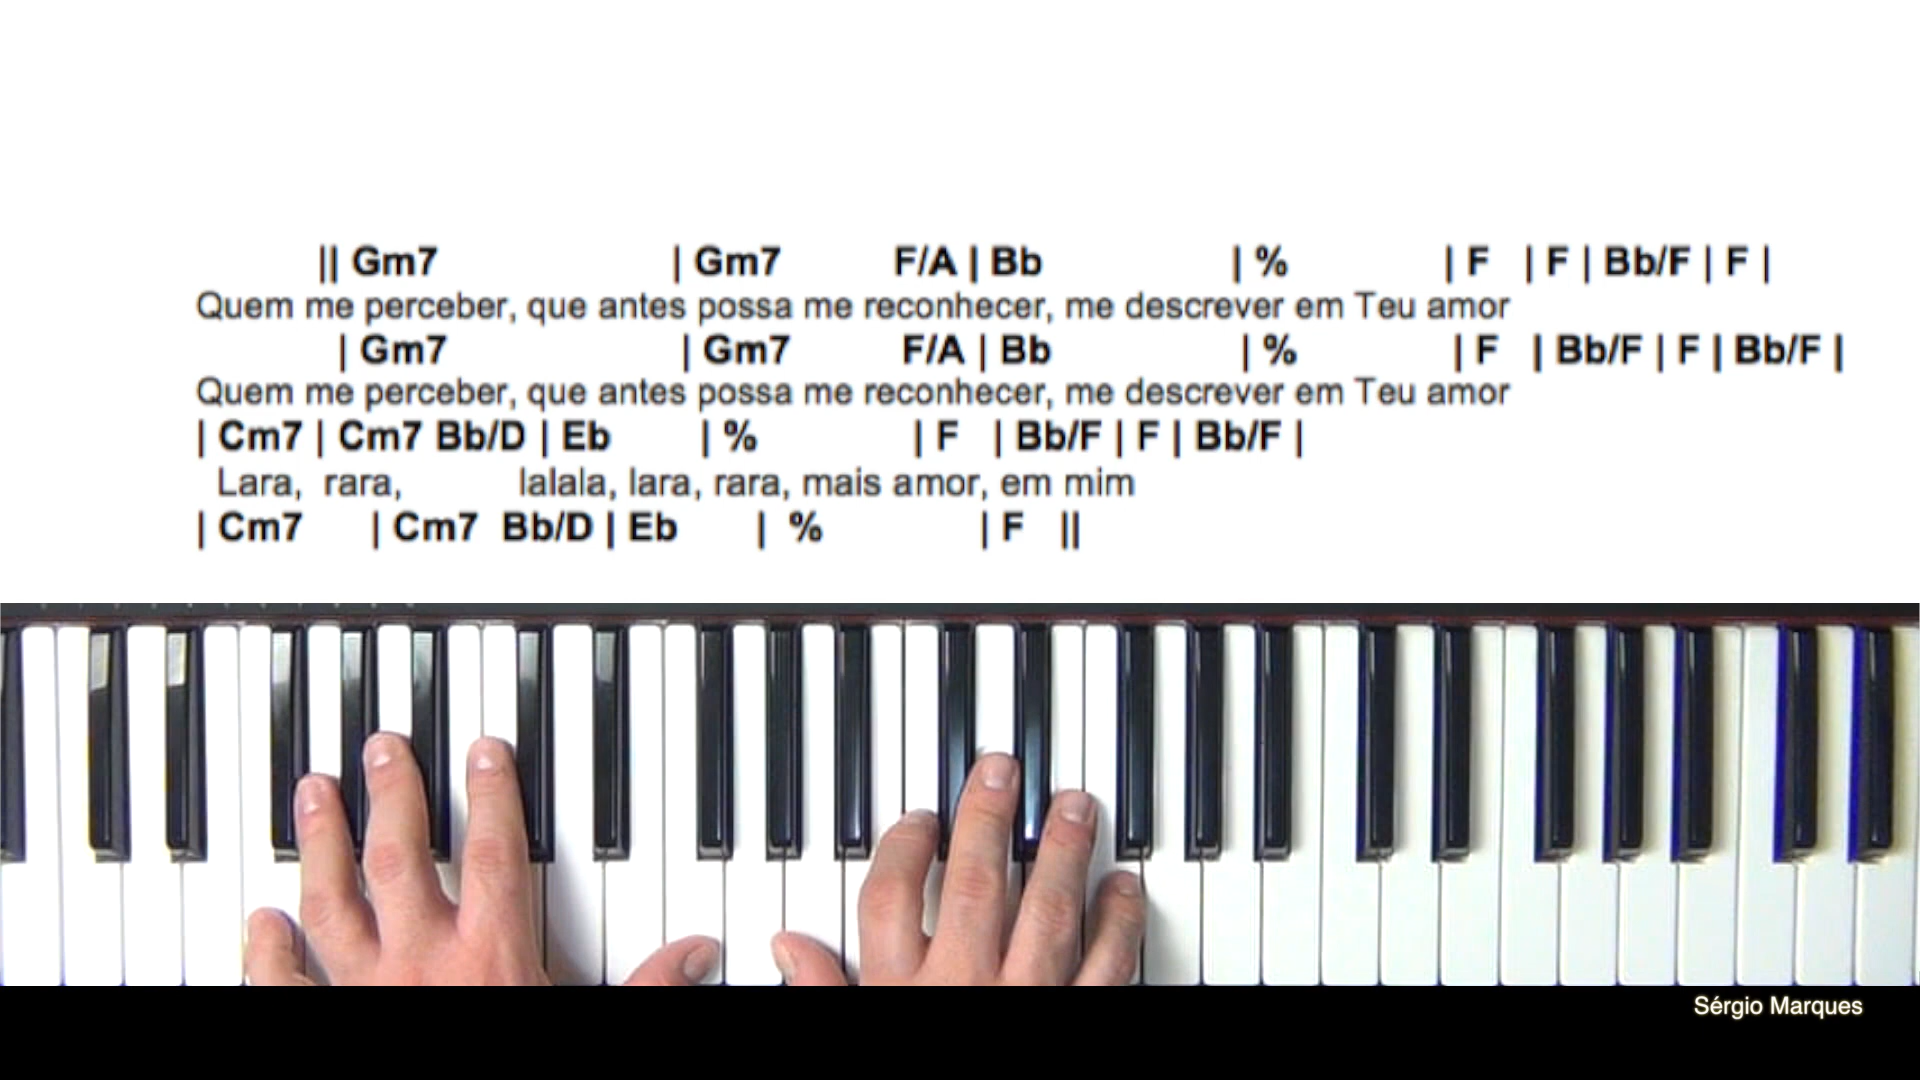 || Gm7 | Gm7 F/A | Bb | % | F | F | Bb/F | F |
Quem me perceber, que antes possa me reconhecer, me descrever em Teu amor
| Gm7 | Gm7 F/A | Bb | % | F | Bb/F | F | Bb/F |
Quem me perceber, que antes possa me reconhecer, me descrever em Teu amor
| Cm7 | Cm7 Bb/D | Eb | % | F | Bb/F | F | Bb/F |
Lara, rara, lalala, lara, rara, mais amor, em mim
| Cm7 | Cm7 Bb/D | Eb | % | F ||
Sérgio Marques